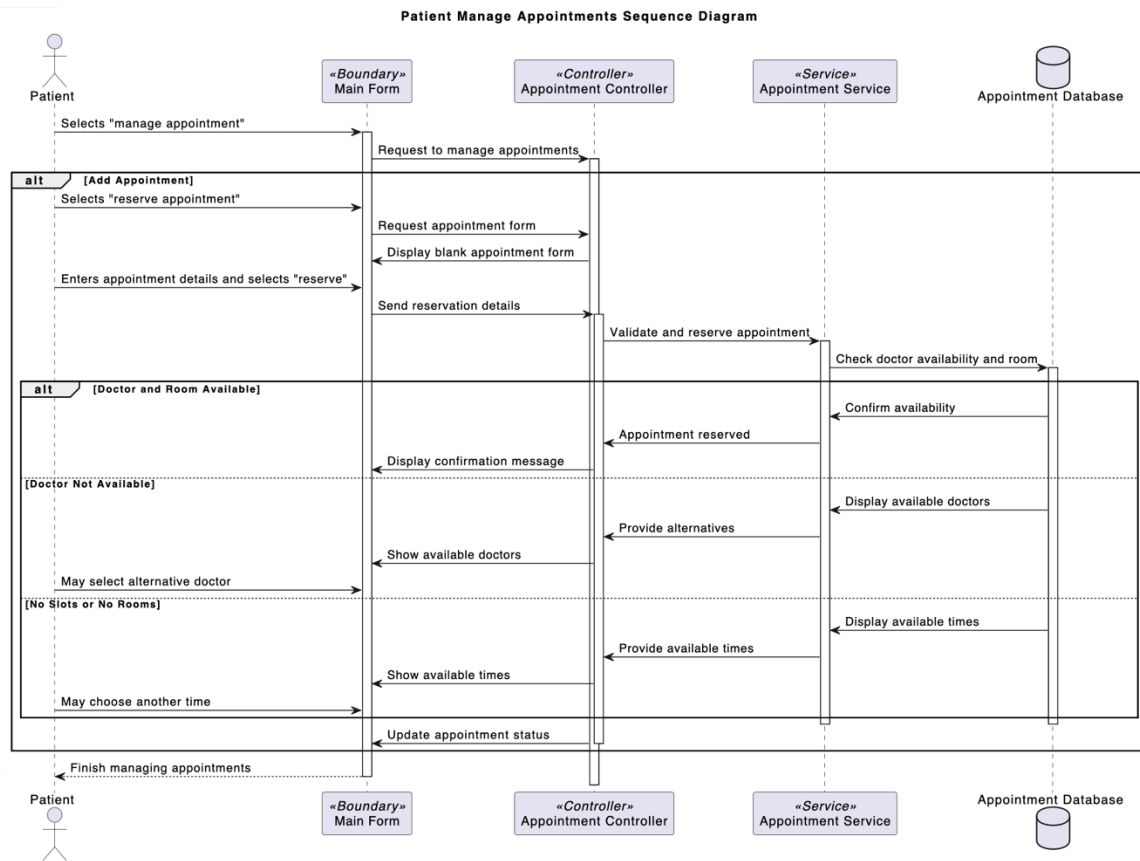 Patient Manage Appointments Sequence Diagram
Patient
«Boundary»
Main Form
«Controller»
Appointment Controller
«Service»
Appointment Service
Appointment Database
Selects "manage appointment"
Request to manage appointments
alt
[Add Appointment]
Selects "reserve appointment"
Request appointment form
Display blank appointment form
Enters appointment details and selects "reserve"
Send reservation details
Validate and reserve appointment
Check doctor availability and room
alt
[Doctor and Room Available]
Confirm availability
Appointment reserved
Display confirmation message
[Doctor Not Available]
Display available doctors
Provide alternatives
Show available doctors
May select alternative doctor
[No Slots or No Rooms]
Display available times
Provide available times
Show available times
May choose another time
Update appointment status
Finish managing appointments
Patient
«Boundary»
Main Form
«Controller»
Appointment Controller
«Service»
Appointment Service
Appointment Database